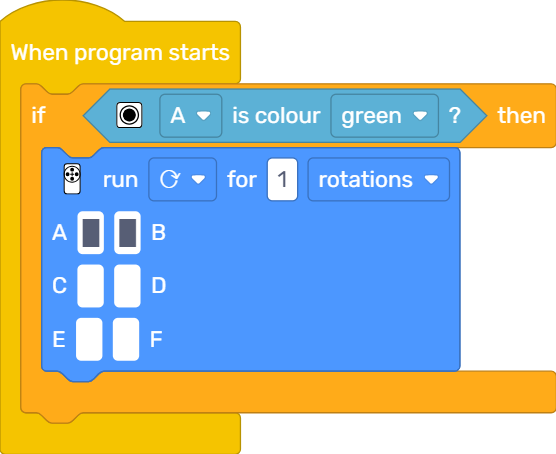 When program starts
if A is colour green ? then
run for 1 rotations
A B
C D
E F